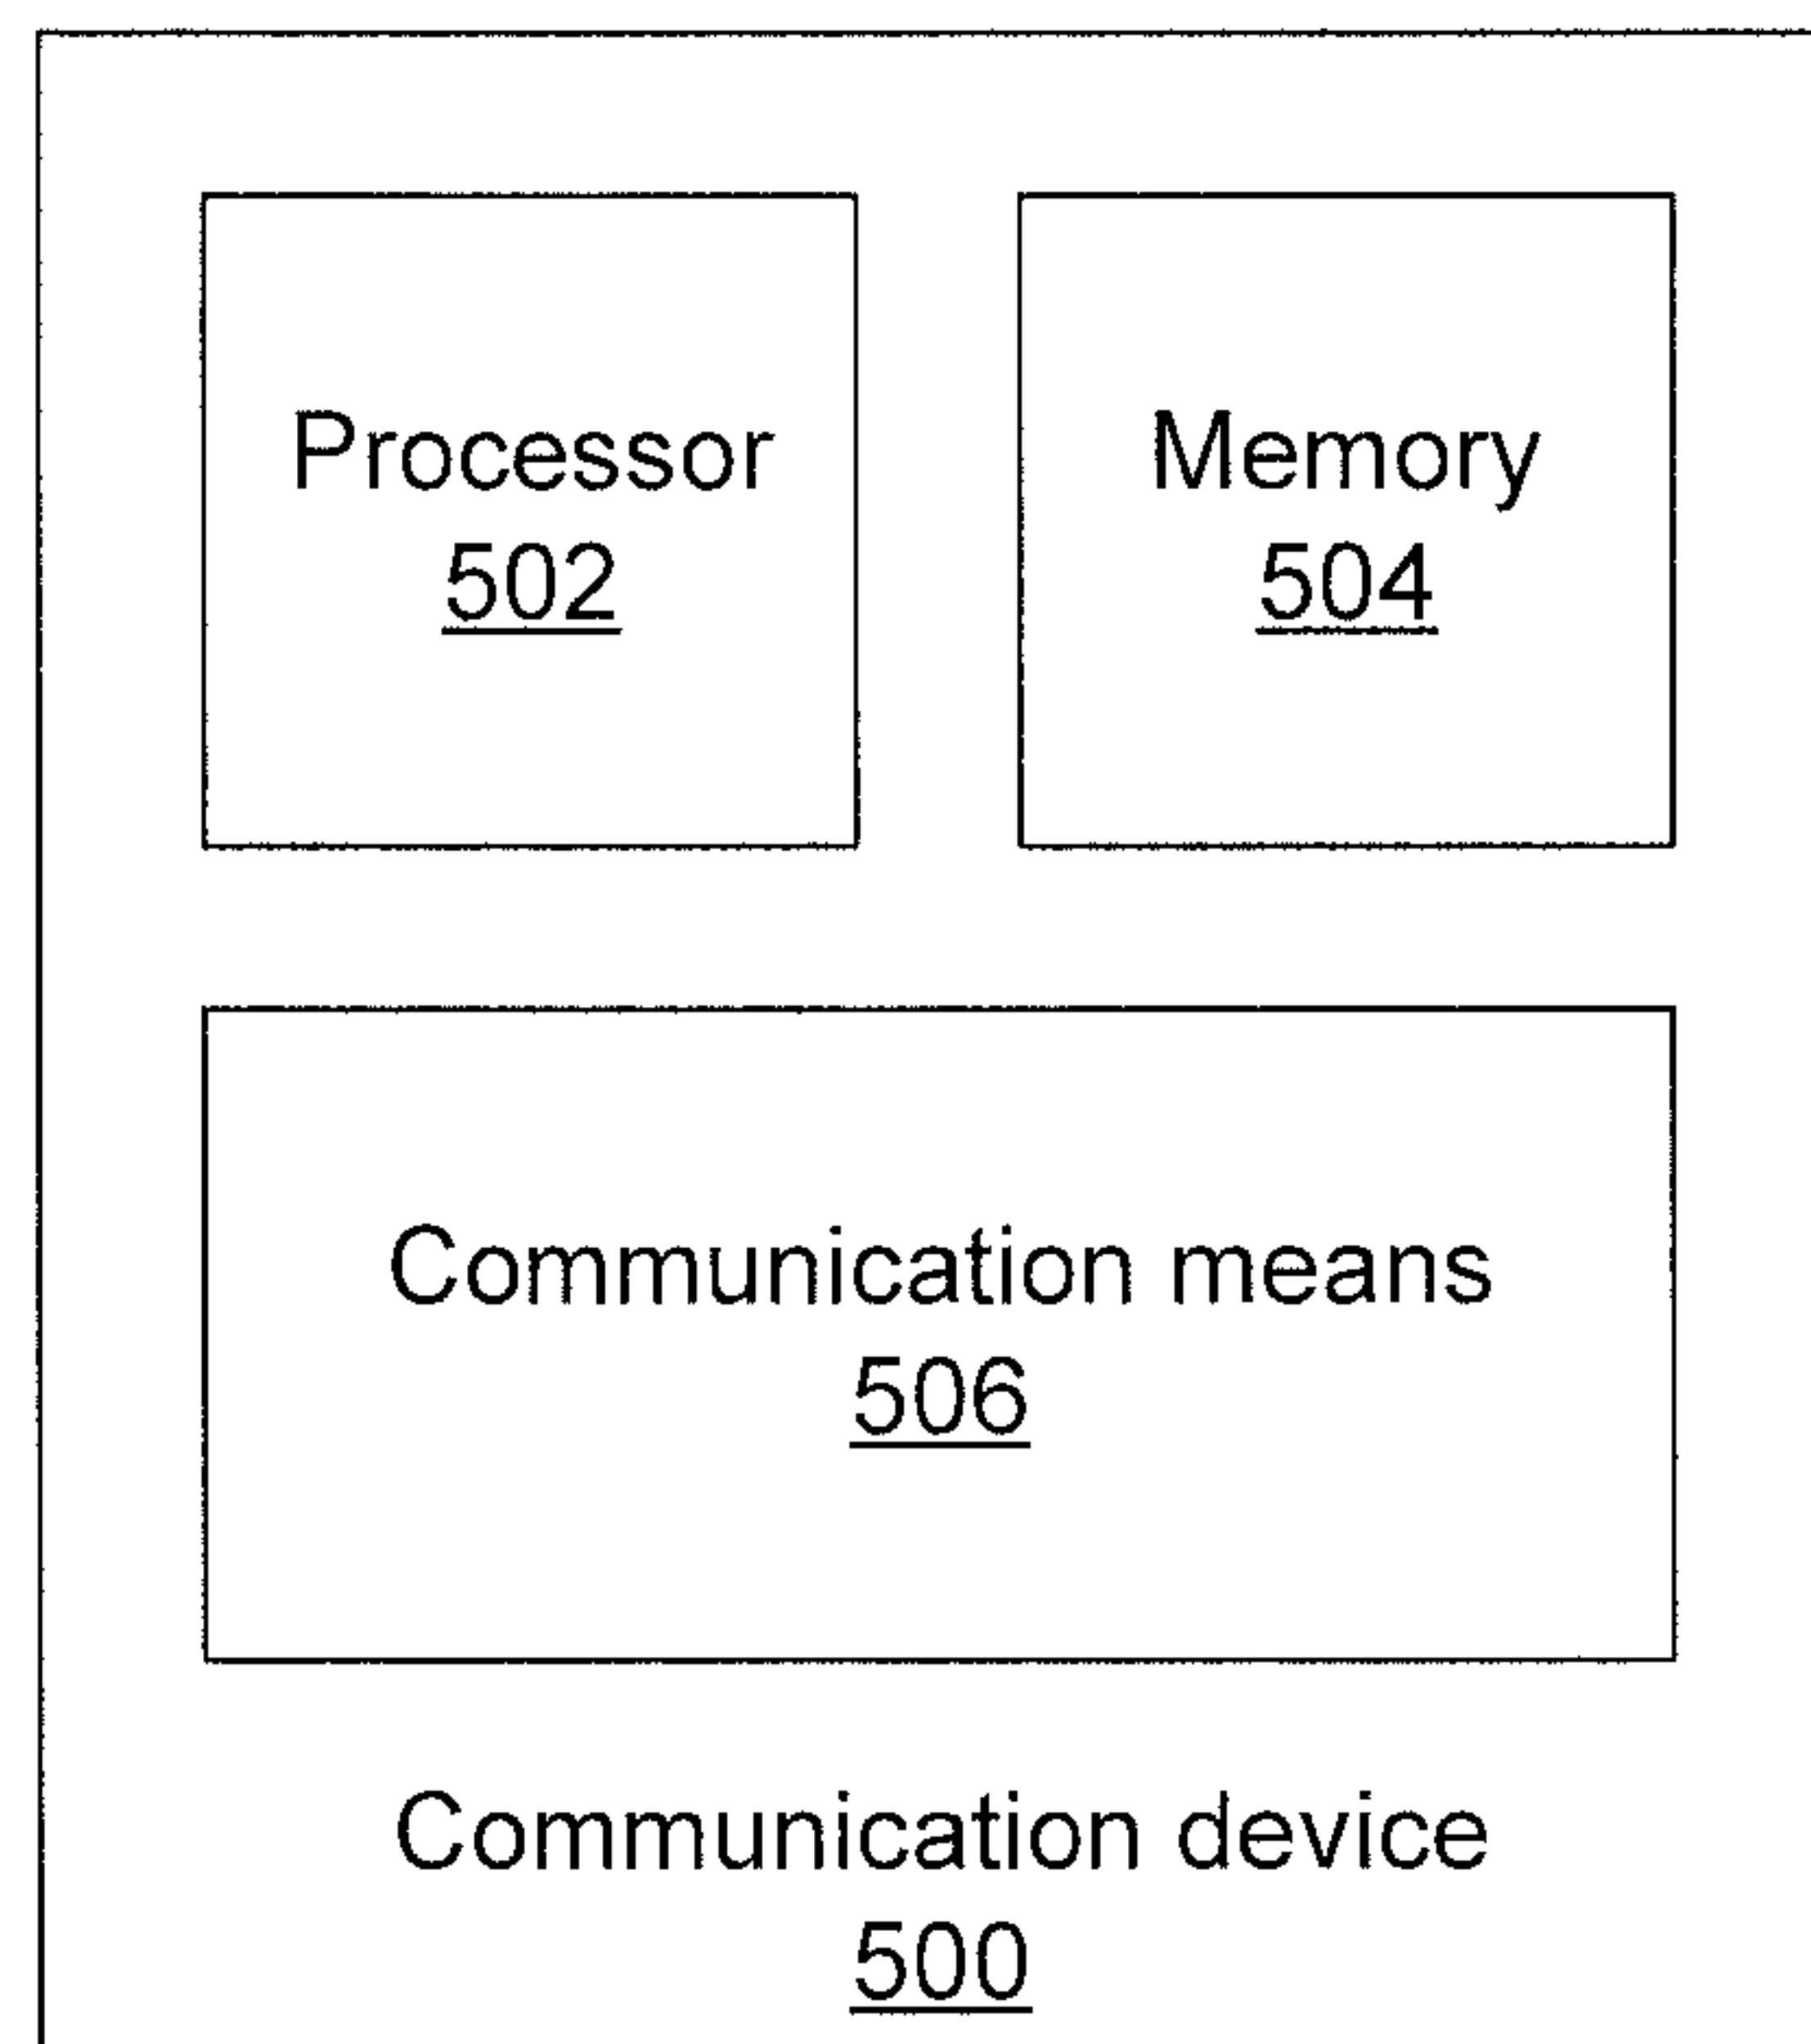 Processor
502
Memory
504
Communication means
506
Communication device
500